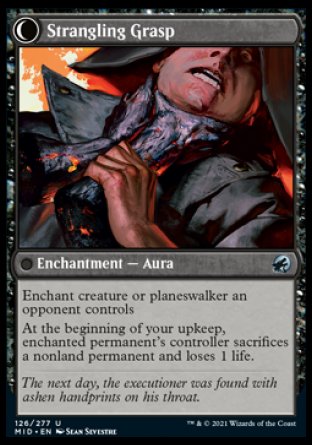 Strangling Grasp
Enchantment — Aura
Enchant creature or planeswalker an
opponent controls
At the beginning of your upkeep,
enchanted permanent's controller sacrifices
a nonland permanent and loses 1 life.
The next day, the executioner was found with
ashen handprints on his throat.
126/277 U
MID • EN SEAN SEVESTRE
™ & © 2021 Wizards of the Coast